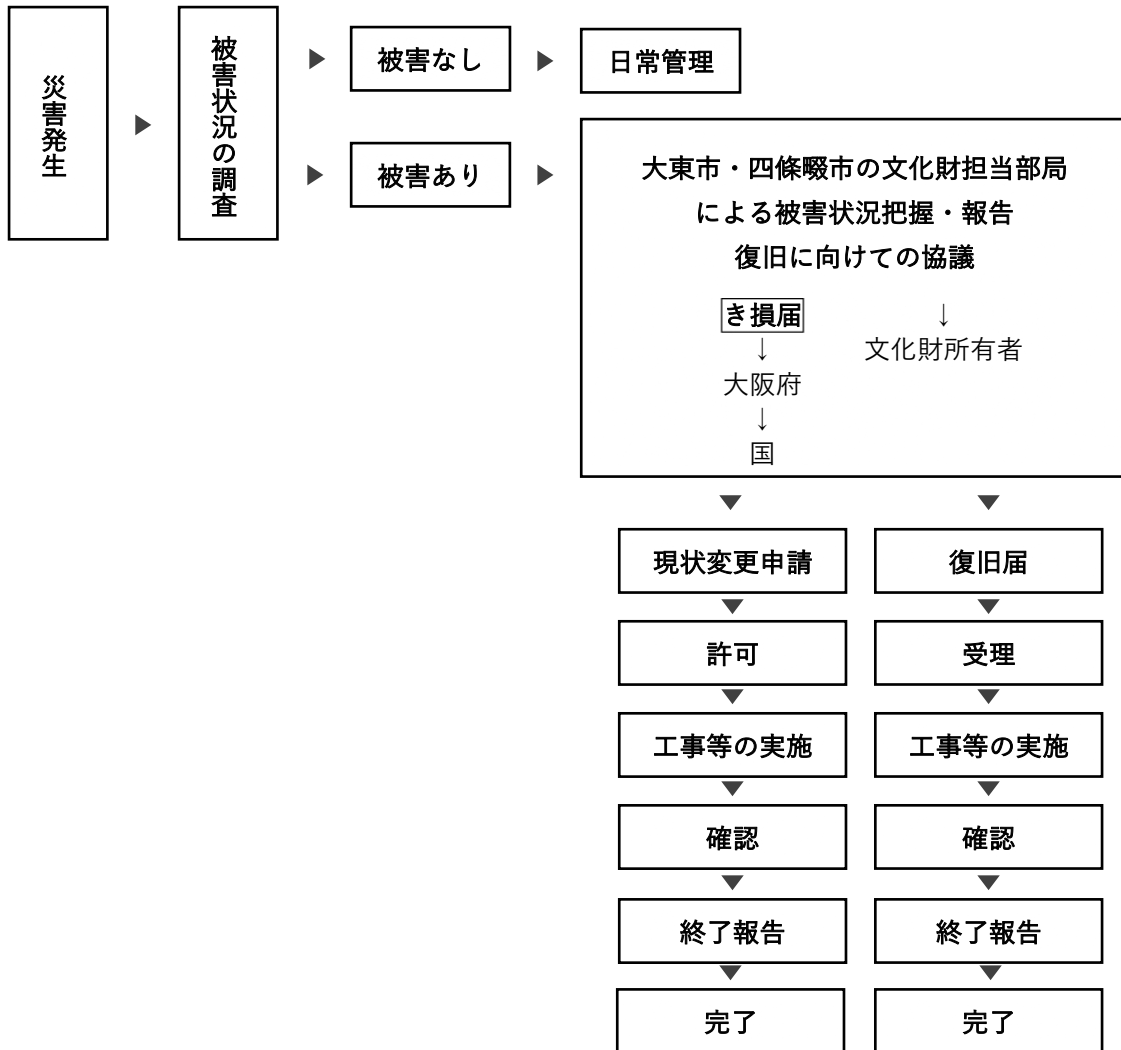 災害発生
被害状況の調査
被害なし
日常管理
被害あり
大東市・四條畷市の文化財担当部局
による被害状況把握・報告
復旧に向けての協議
き損届
↓
大阪府
↓
国
↓
文化財所有者
現状変更申請
許可
工事等の実施
確認
終了報告
完了
復旧届
受理
工事等の実施
確認
終了報告
完了